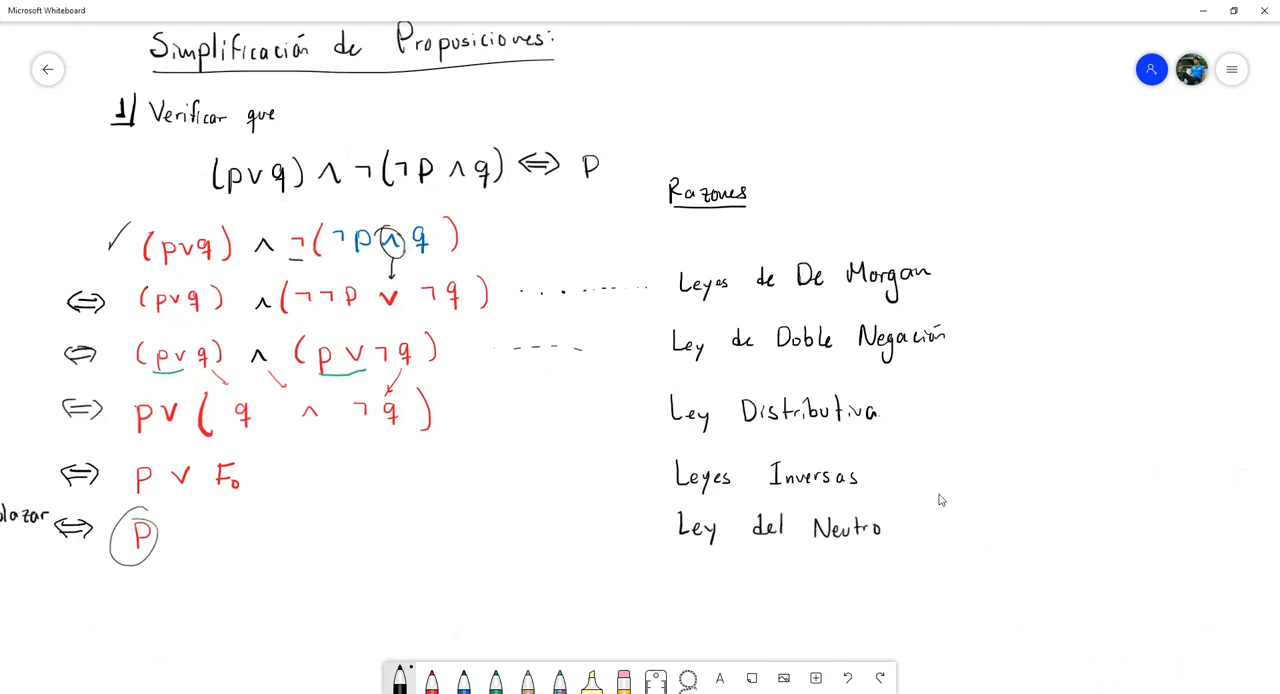 Microsoft Whiteboard
Simplificación de Proposiciones:
1) Verificar que
(p∨q) ∧ ¬(¬p ∧ q) ⟺ p
Razones
(p∨q) ∧ ¬(¬p∧q)
⟺ (p∨q) ∧(¬¬p ∨ ¬q) ........ Leyes de De Morgan
⟺ (p∨q) ∧ (p∨¬q) ----- Ley de Doble Negación
⟺ p∨( q ∧ ¬q) Ley Distributiva
⟺ p ∨ F₀ Leyes Inversas
⟺ p Ley del Neutro